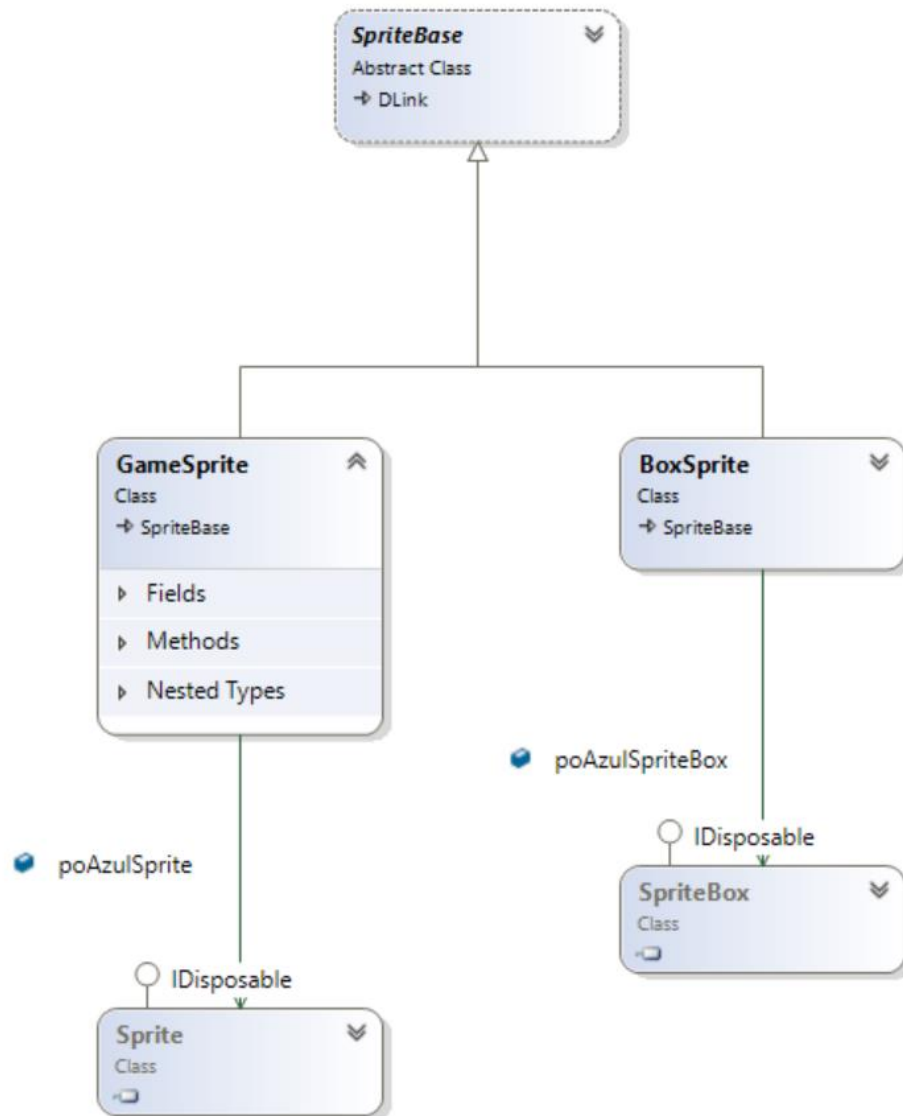 SpriteBase
Abstract Class
DLink
GameSprite
Class
SpriteBase
Fields
Methods
Nested Types
BoxSprite
Class
SpriteBase
poAzulSpriteBox
IDisposable
SpriteBox
Class
poAzulSprite
IDisposable
Sprite
Class